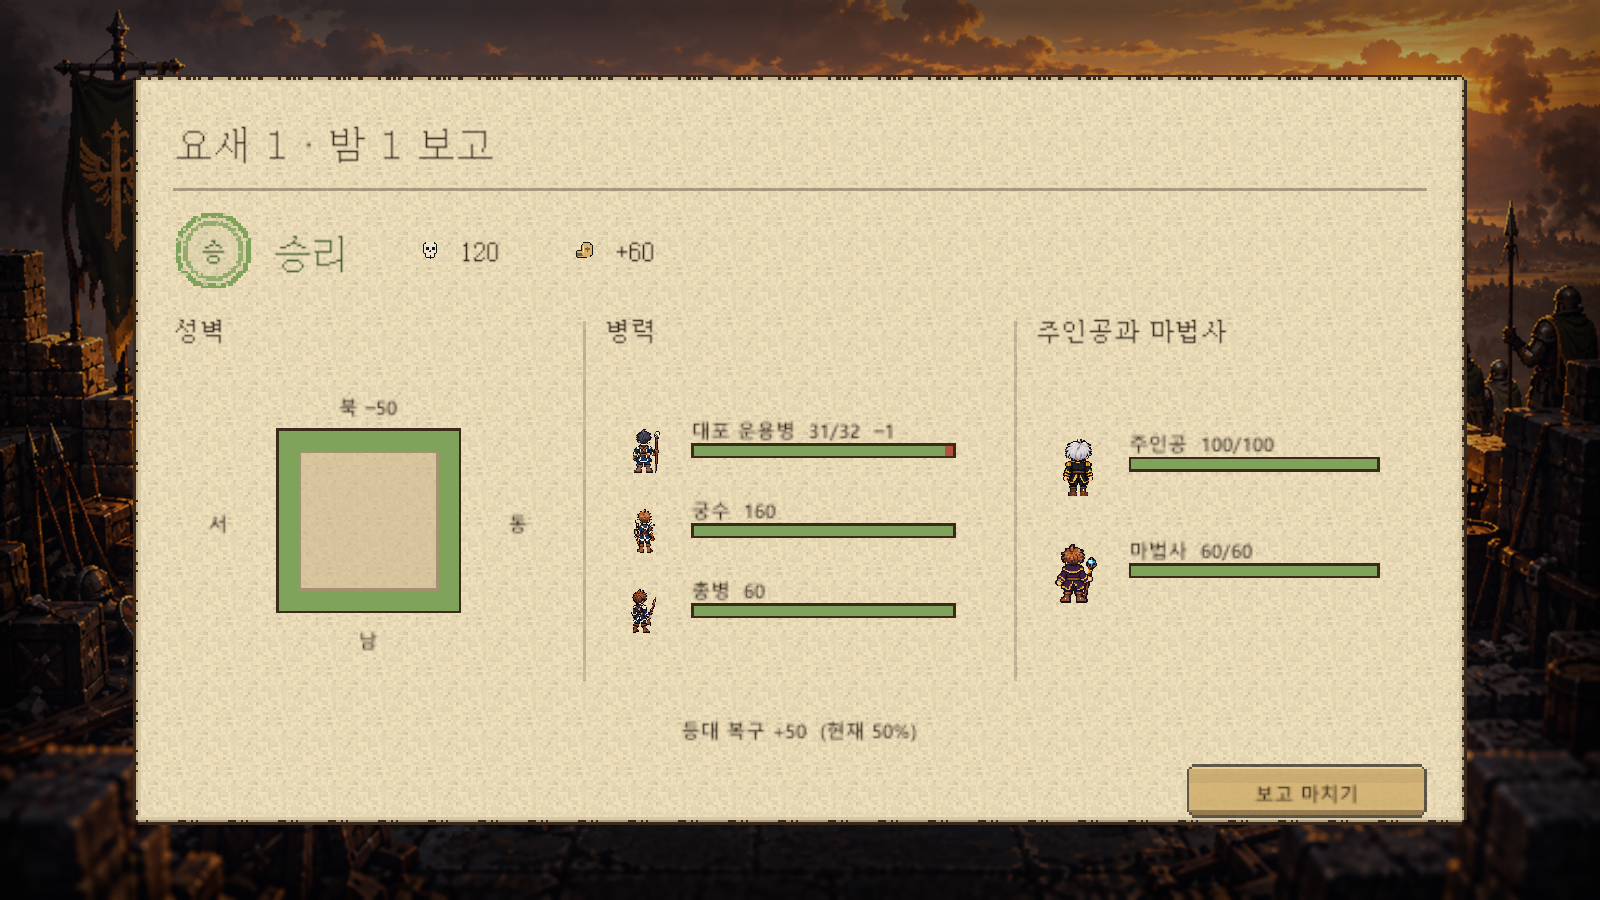 요새 1 · 밤 1 보고
승 승리 120 +60
성벽
북 -50
서
통
남
병력
대포 운용병 31/32 -1
궁수 160
총병 60
주인공과 마법사
주인공 100/100
마법사 60/60
등대 복구 +50 (현재 50%)
보고 마치기